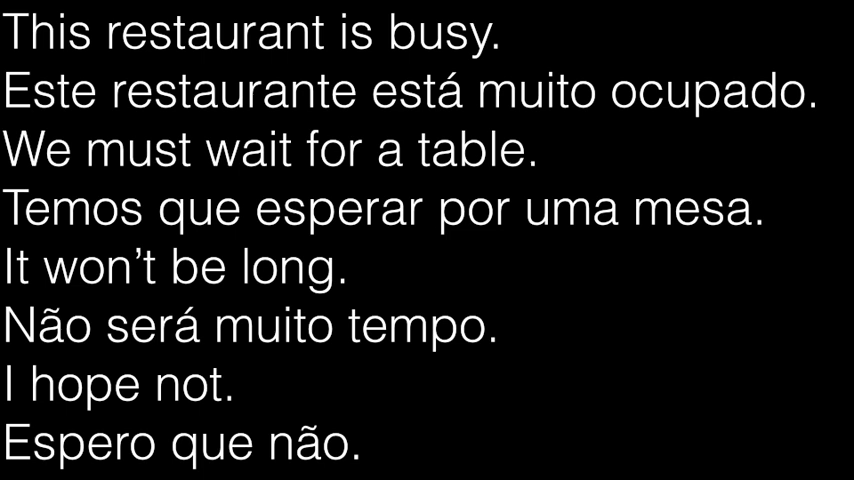 This restaurant is busy.
Este restaurante está muito ocupado.
We must wait for a table.
Temos que esperar por uma mesa.
It won’t be long.
Não será muito tempo.
I hope not.
Espero que não.